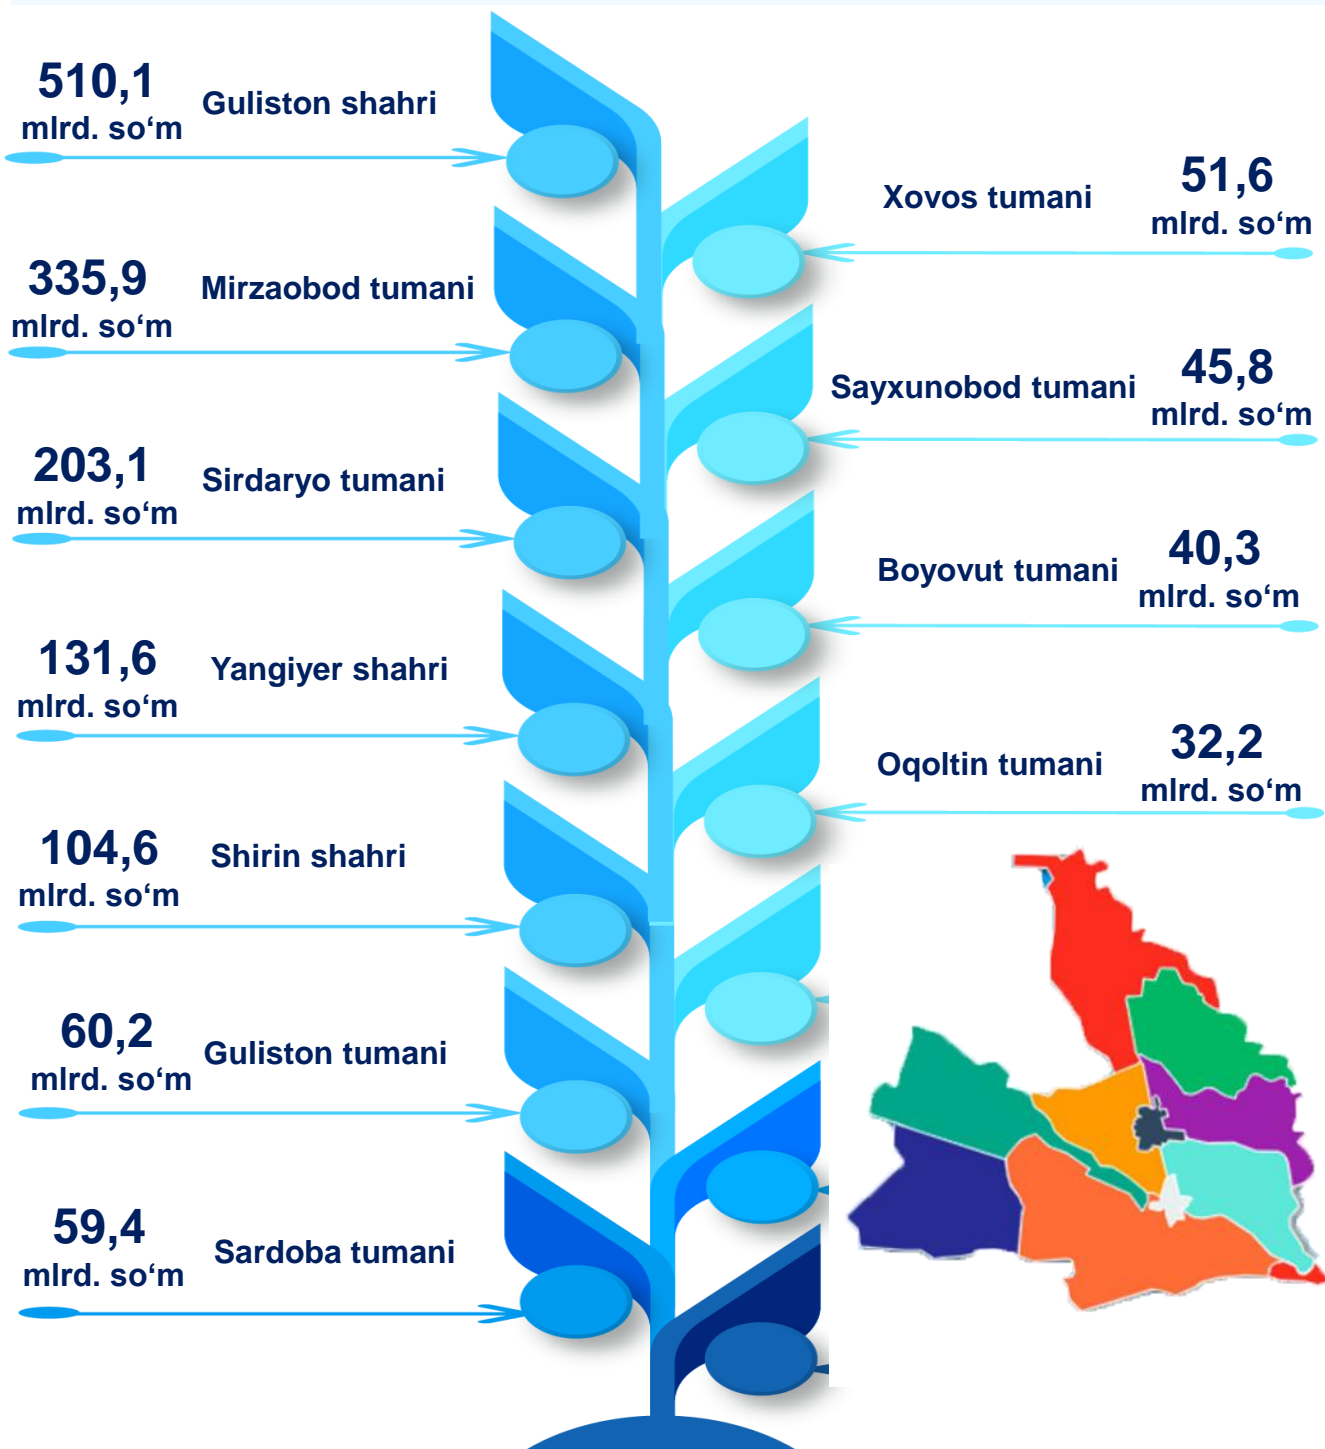 510,1
mlrd. so‘m
Guliston shahri
335,9
mlrd. so‘m
Mirzaobod tumani
203,1
mlrd. so‘m
Sirdaryo tumani
131,6
mlrd. so‘m
Yangiyer shahri
104,6
mlrd. so‘m
Shirin shahri
60,2
mlrd. so‘m
Guliston tumani
59,4
mlrd. so‘m
Sardoba tumani
Xovos tumani
51,6
mlrd. so‘m
Sayxunobod tumani
45,8
mlrd. so‘m
Boyovut tumani
40,3
mlrd. so‘m
Oqoltin tumani
32,2
mlrd. so‘m